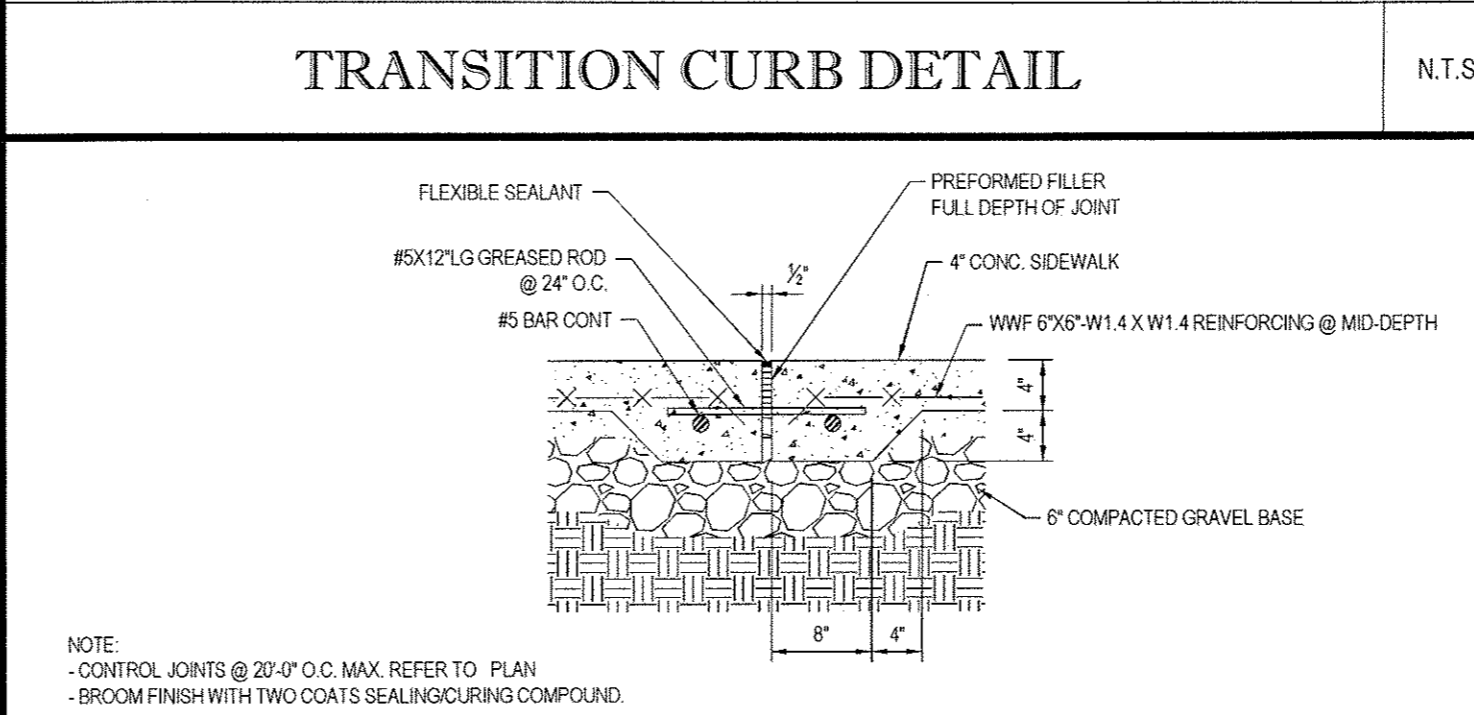 TRANSITION CURB DETAIL
N.T.S
FLEXIBLE SEALANT
PREFORMED FILLER
FULL DEPTH OF JOINT
#5X12"LG GREASED ROD
@ 24" O.C.
½"
4" CONC. SIDEWALK
#5 BAR CONT
WWF 6"X6"-W1.4 X W1.4 REINFORCING @ MID-DEPTH
4"
4"
6" COMPACTED GRAVEL BASE
8"
4"
NOTE:
- CONTROL JOINTS @ 20'-0" O.C. MAX. REFER TO PLAN
- BROOM FINISH WITH TWO COATS SEALING/CURING COMPOUND.